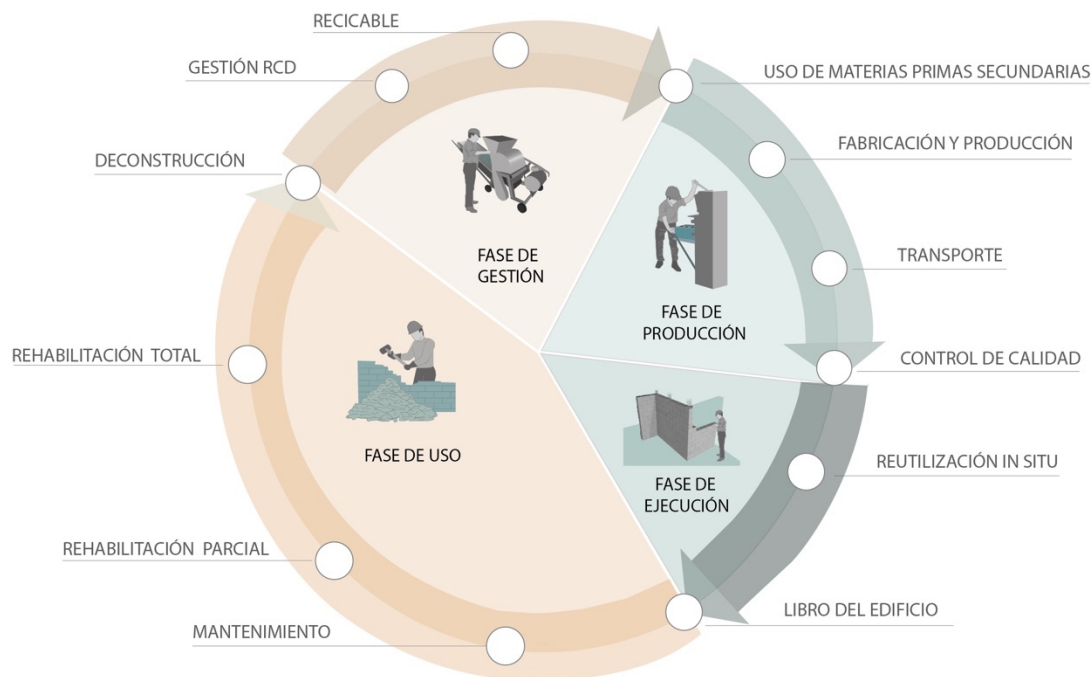 RECICABLE
GESTIÓN RCD
DECONSTRUCCIÓN
REHABILITACIÓN TOTAL
REHABILITACIÓN PARCIAL
MANTENIMIENTO
USO DE MATERIAS PRIMAS SECUNDARIAS
FABRICACIÓN Y PRODUCCIÓN
TRANSPORTE
CONTROL DE CALIDAD
REUTILIZACIÓN IN SITU
LIBRO DEL EDIFICIO
FASE DE
GESTIÓN
FASE DE
PRODUCCIÓN
FASE DE USO
FASE DE
EJECUCIÓN